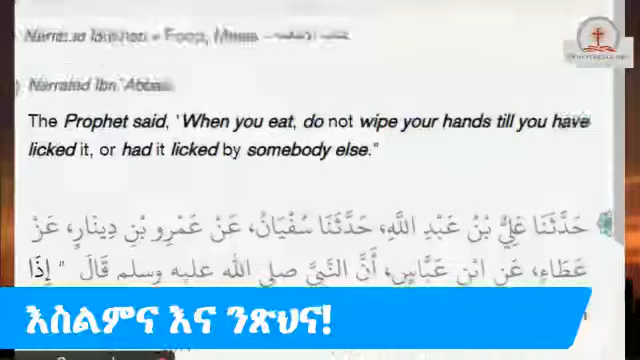 Food,
Narrated Ibn `Abbas
The Prophet said, 'When you eat, do not wipe your hands till you have
licked it, or had it licked by somebody else."
حَدَّثَنَا عَلِيُّ بْنُ عَبْدِ اللَّهِ، حَدَّثَنَا سُفْيَانُ، عَنْ عَمْرِو بْنِ دِينَارٍ، عَنْ
عَطَاءٍ، عَنِ ابْنِ عَبَّاسٍ، أَنَّ النَّبِيَّ صلى الله عليه وسلم قَالَ " إِذَا
እስልምና እና ንጽህና!